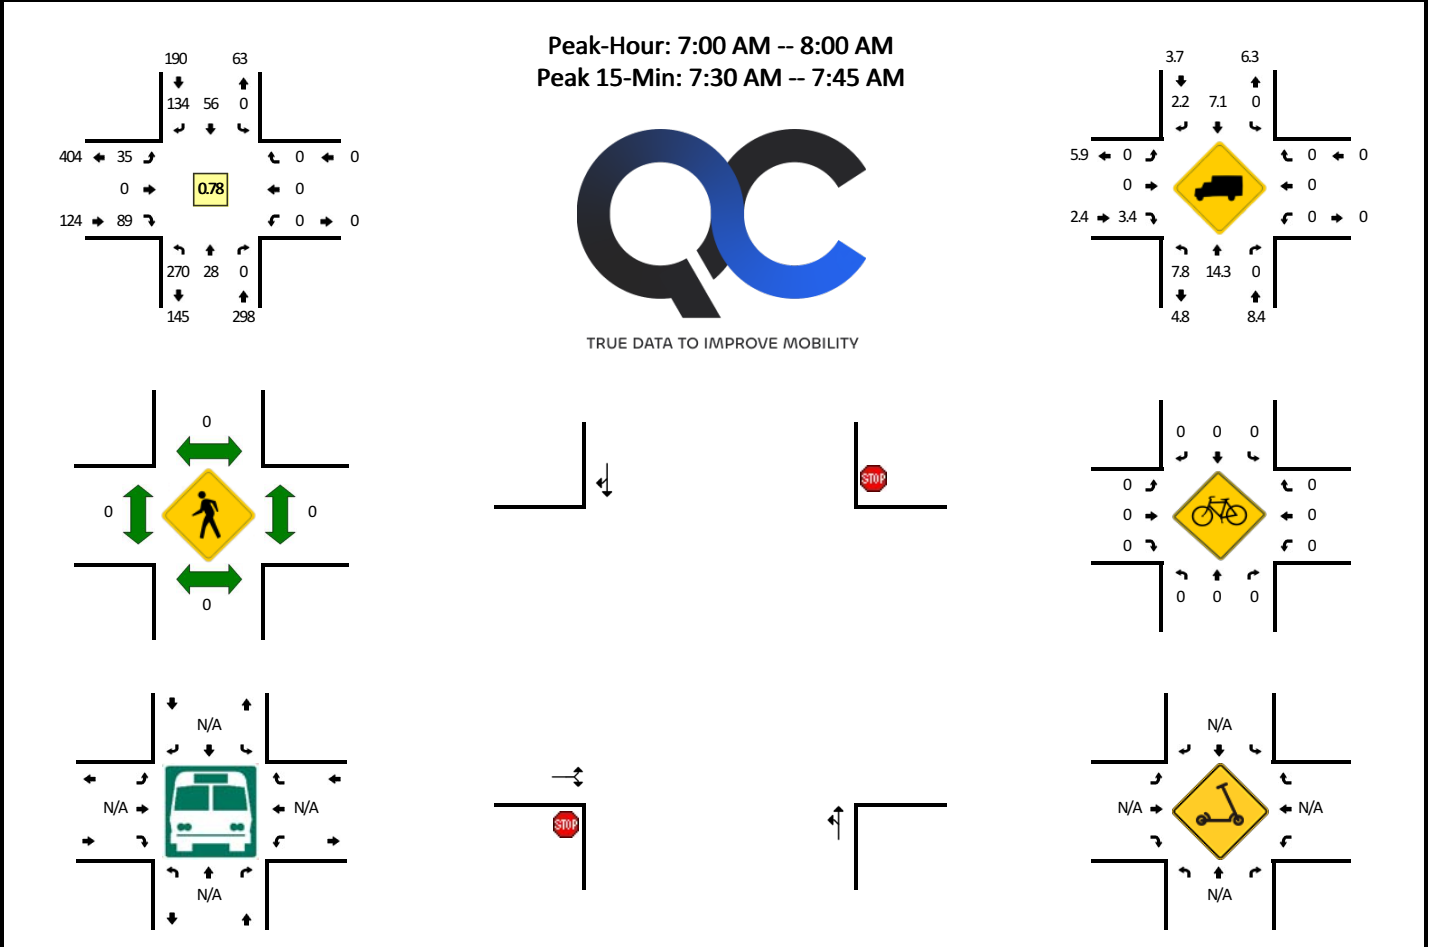 Peak-Hour: 7:00 AM -- 8:00 AM
Peak 15-Min: 7:30 AM -- 7:45 AM
190 63
134 56 0
404 35 0 0
0 0.78 0
124 89 0 0
270 28 0
145 298
TRUE DATA TO IMPROVE MOBILITY
3.7 6.3
2.2 7.1 0
5.9 0 0 0
0 0
2.4 3.4 0 0
7.8 14.3 0
4.8 8.4
0
0 0
0
STOP
STOP
0 0 0
0 0
0 0
0 0
0 0 0
N/A
N/A N/A
N/A
N/A
N/A N/A
N/A